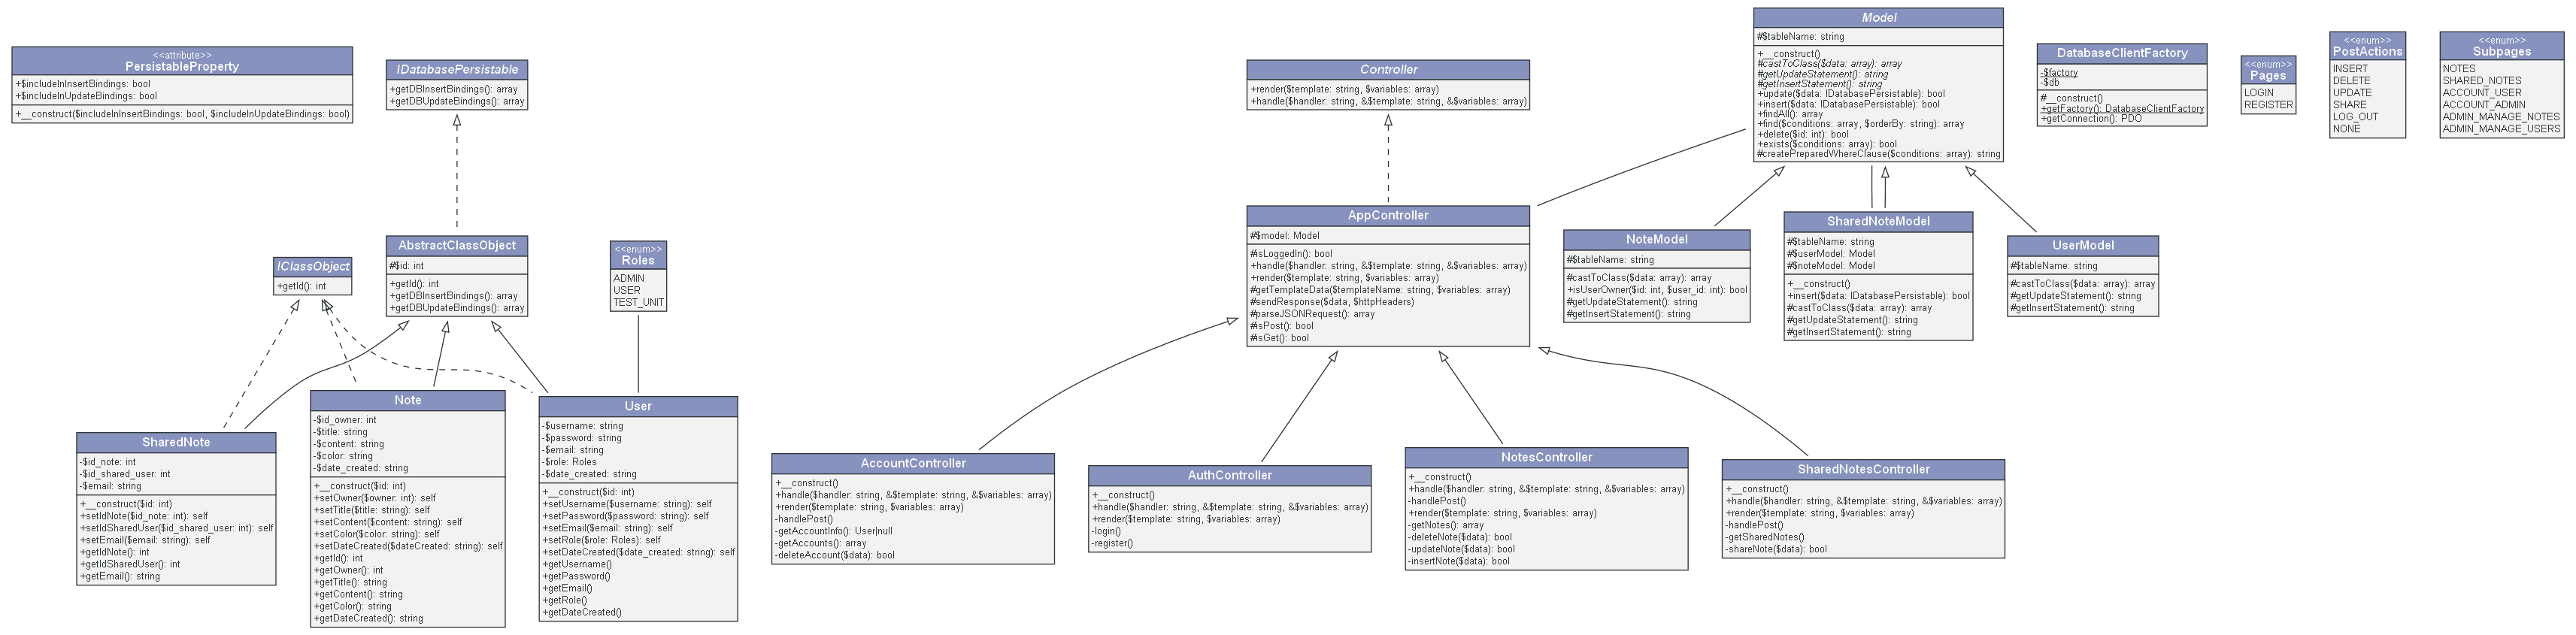 <<attribute>>
PersistableProperty
+$includeInInsertBindings: bool
+$includeInUpdateBindings: bool
+__construct($includeInInsertBindings: bool, $includeInUpdateBindings: bool)
IDatabasePersistable
+getDBInsertBindings(): array
+getDBUpdateBindings(): array
IClassObject
+getId(): int
AbstractClassObject
#$id: int
+getId(): int
+getDBInsertBindings(): array
+getDBUpdateBindings(): array
<<enum>>
Roles
ADMIN
USER
TEST_UNIT
SharedNote
-$id_note: int
-$id_shared_user: int
-$email: string
+__construct($id: int)
+setIdNote($id_note: int): self
+setIdSharedUser($id_shared_user: int): self
+setEmail($email: string): self
+getIdNote(): int
+getIdSharedUser(): int
+getEmail(): string
Note
-$id_owner: int
-$title: string
-$content: string
-$color: string
-$date_created: string
+__construct($id: int)
+setOwner($owner: int): self
+setTitle($title: string): self
+setContent($content: string): self
+setColor($color: string): self
+setDateCreated($dateCreated: string): self
+getId(): int
+getOwner(): int
+getTitle(): string
+getContent(): string
+getColor(): string
+getDateCreated(): string
User
-$username: string
-$password: string
-$email: string
-$role: Roles
-$date_created: string
+__construct($id: int)
+setUsername($username: string): self
+setPassword($password: string): self
+setEmail($email: string): self
+setRole($role: Roles): self
+setDateCreated($date_created: string): self
+getUsername()
+getPassword()
+getEmail()
+getRole()
+getDateCreated()
Controller
+render($template: string, $variables: array)
+handle($handler: string, &$template: string, &$variables: array)
AppController
#$model: Model
#isLoggedIn(): bool
+handle($handler: string, &$template: string, &$variables: array)
+render($template: string, $variables: array)
#getTemplateData($templateName: string, $variables: array)
#sendResponse($data, $httpHeaders)
#parseJSONRequest(): array
#isPost(): bool
#isGet(): bool
AccountController
+__construct()
+handle($handler: string, &$template: string, &$variables: array)
+render($template: string, $variables: array)
-handlePost()
-getAccountInfo(): User|null
-getAccounts(): array
-deleteAccount($data): bool
AuthController
+__construct()
+handle($handler: string, &$template: string, &$variables: array)
+render($template: string, $variables: array)
-login()
-register()
NotesController
+__construct()
+handle($handler: string, &$template: string, &$variables: array)
-handlePost()
+render($template: string, $variables: array)
-getNotes(): array
-deleteNote($data): bool
-updateNote($data): bool
-insertNote($data): bool
SharedNotesController
+__construct()
+handle($handler: string, &$template: string, &$variables: array)
+render($template: string, $variables: array)
-handlePost()
-getSharedNotes()
-shareNote($data): bool
Model
#$tableName: string
+__construct()
#castToClass($data: array): array
#getUpdateStatement(): string
#getInsertStatement(): string
+update($data: IDatabasePersistable): bool
+insert($data: IDatabasePersistable): bool
+findAll(): array
+find($conditions: array, $orderBy: string): array
+delete($id: int): bool
+exists($conditions: array): bool
#createPreparedWhereClause($conditions: array): string
NoteModel
#$tableName: string
#castToClass($data: array): array
+isUserOwner($id: int, $user_id: int): bool
#getUpdateStatement(): string
#getInsertStatement(): string
SharedNoteModel
#$tableName: string
#$userModel: Model
#$noteModel: Model
+__construct()
+insert($data: IDatabasePersistable): bool
#castToClass($data: array): array
#getUpdateStatement(): string
#getInsertStatement(): string
UserModel
#$tableName: string
#castToClass($data: array): array
#getUpdateStatement(): string
#getInsertStatement(): string
DatabaseClientFactory
-$factory
-$db
#__construct()
+getFactory(): DatabaseClientFactory
+getConnection(): PDO
<<enum>>
Pages
LOGIN
REGISTER
<<enum>>
PostActions
INSERT
DELETE
UPDATE
SHARE
LOG_OUT
NONE
<<enum>>
Subpages
NOTES
SHARED_NOTES
ACCOUNT_USER
ACCOUNT_ADMIN
ADMIN_MANAGE_NOTES
ADMIN_MANAGE_USERS